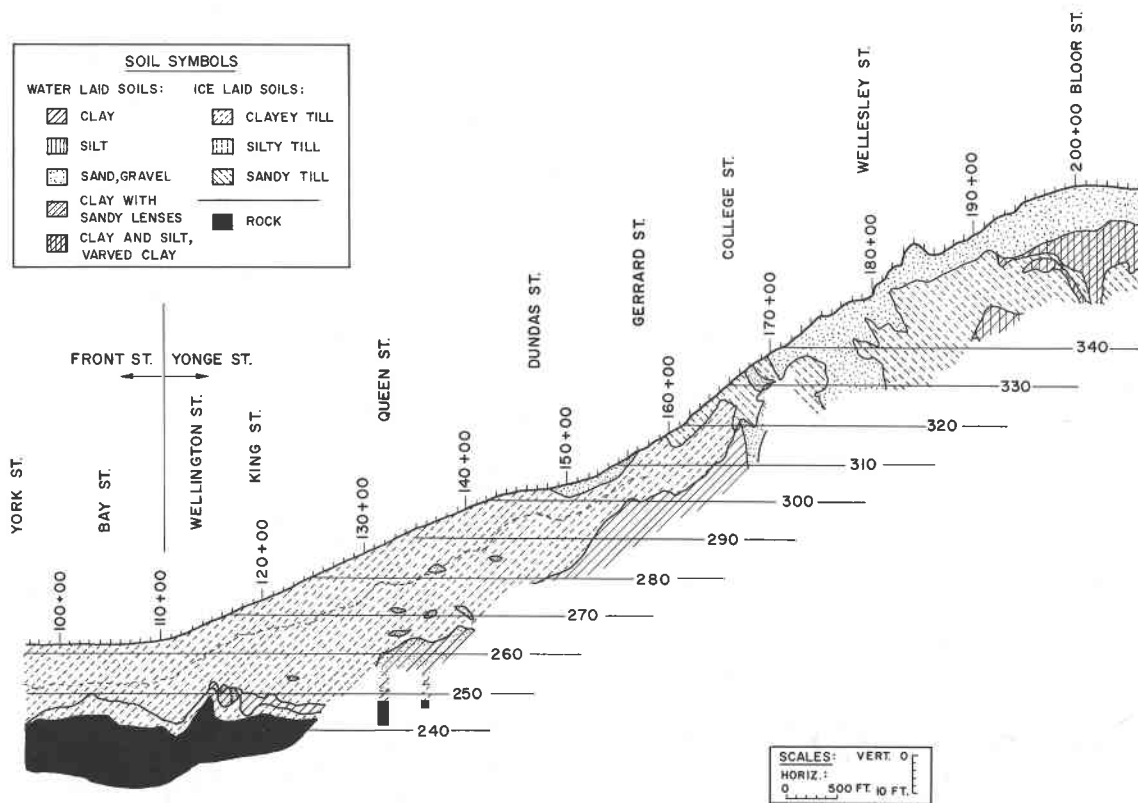 SOIL SYMBOLS
WATER LAID SOILS: ICE LAID SOILS:
CLAY CLAYEY TILL
SILT SILTY TILL
SAND, GRAVEL SANDY TILL
CLAY WITH
SANDY LENSES ROCK
CLAY AND SILT,
VARVED CLAY
FRONT ST. YONGE ST.
YORK ST.
BAY ST.
WELLINGTON ST.
KING ST.
QUEEN ST.
DUNDAS ST.
GERRARD ST.
COLLEGE ST.
WELLESLEY ST.
200+00 BLOOR ST.
100+00
110+00
120+00
130+00
140+00
150+00
160+00
170+00
180+00
190+00
340
330
320
310
300
290
280
270
260
250
240
SCALES: VERT. 0
HORIZ.:
0 500 FT. 10 FT.